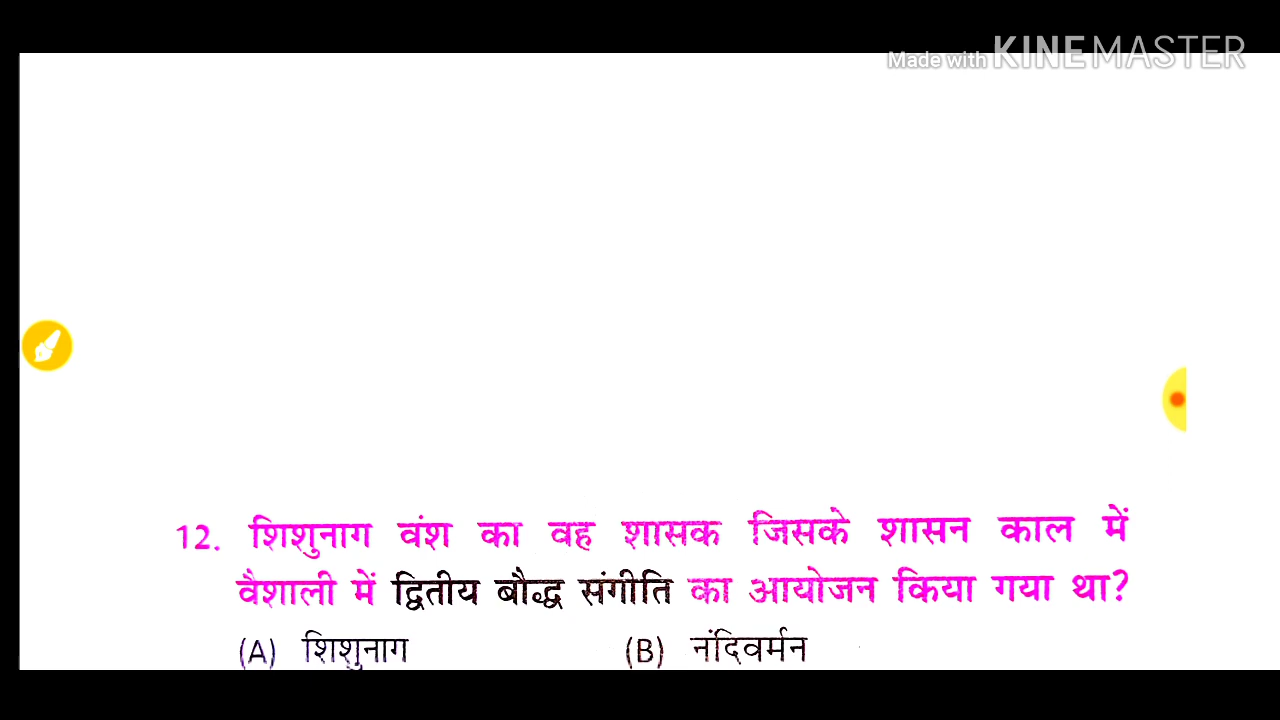 Made with KINEMASTER
12. शिशुनाग वंश का वह शासक जिसके शासन काल में
वैशाली में द्वितीय बौद्ध संगीति का आयोजन किया गया था?
(A) शिशुनाग (B) नंदिवर्मन